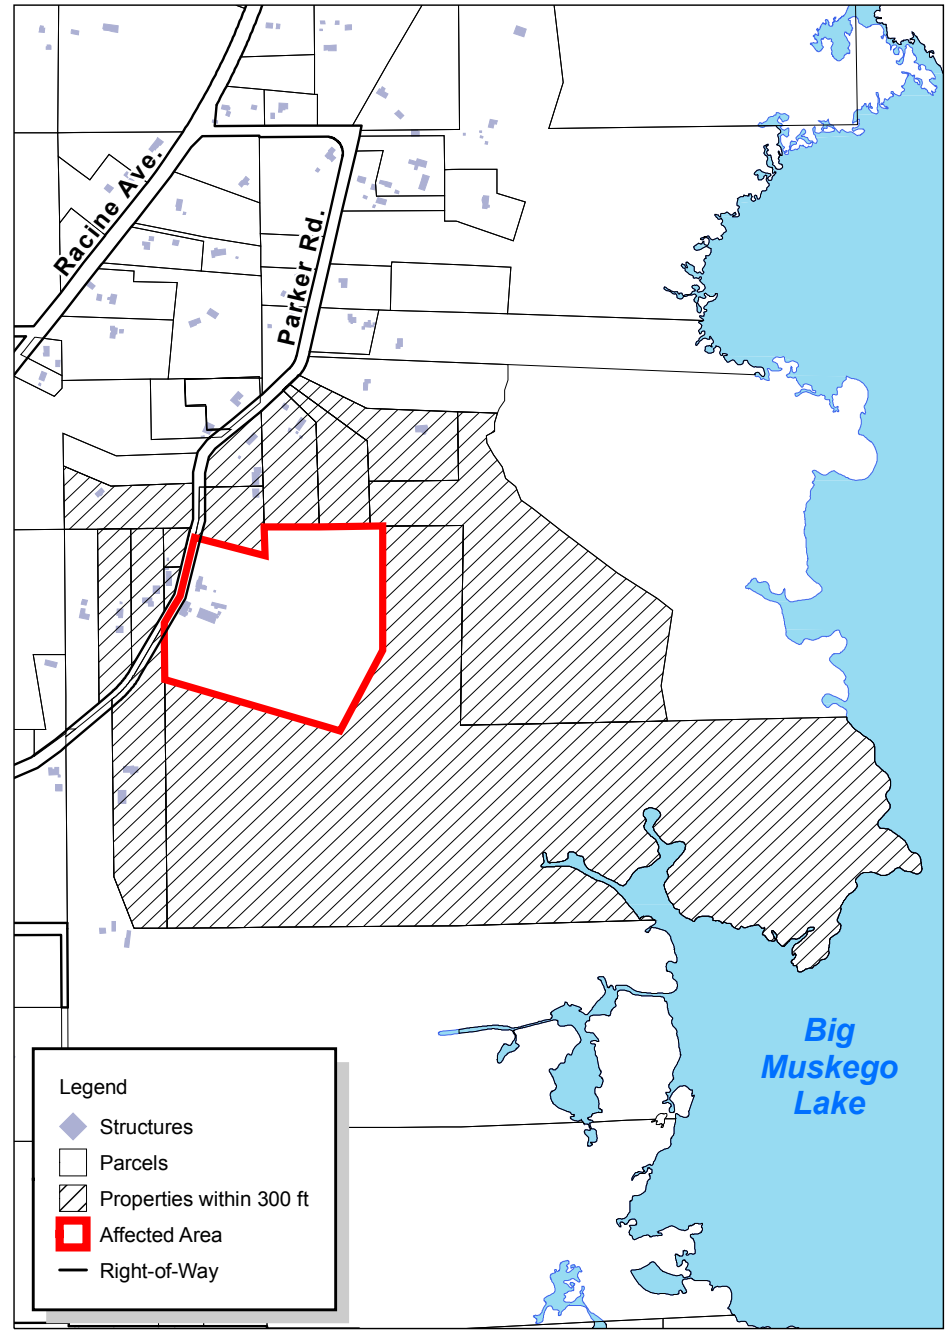 Racine Ave.
Parker Rd.
Big
Muskego
Lake
Legend
Structures
Parcels
Properties within 300 ft
Affected Area
Right-of-Way